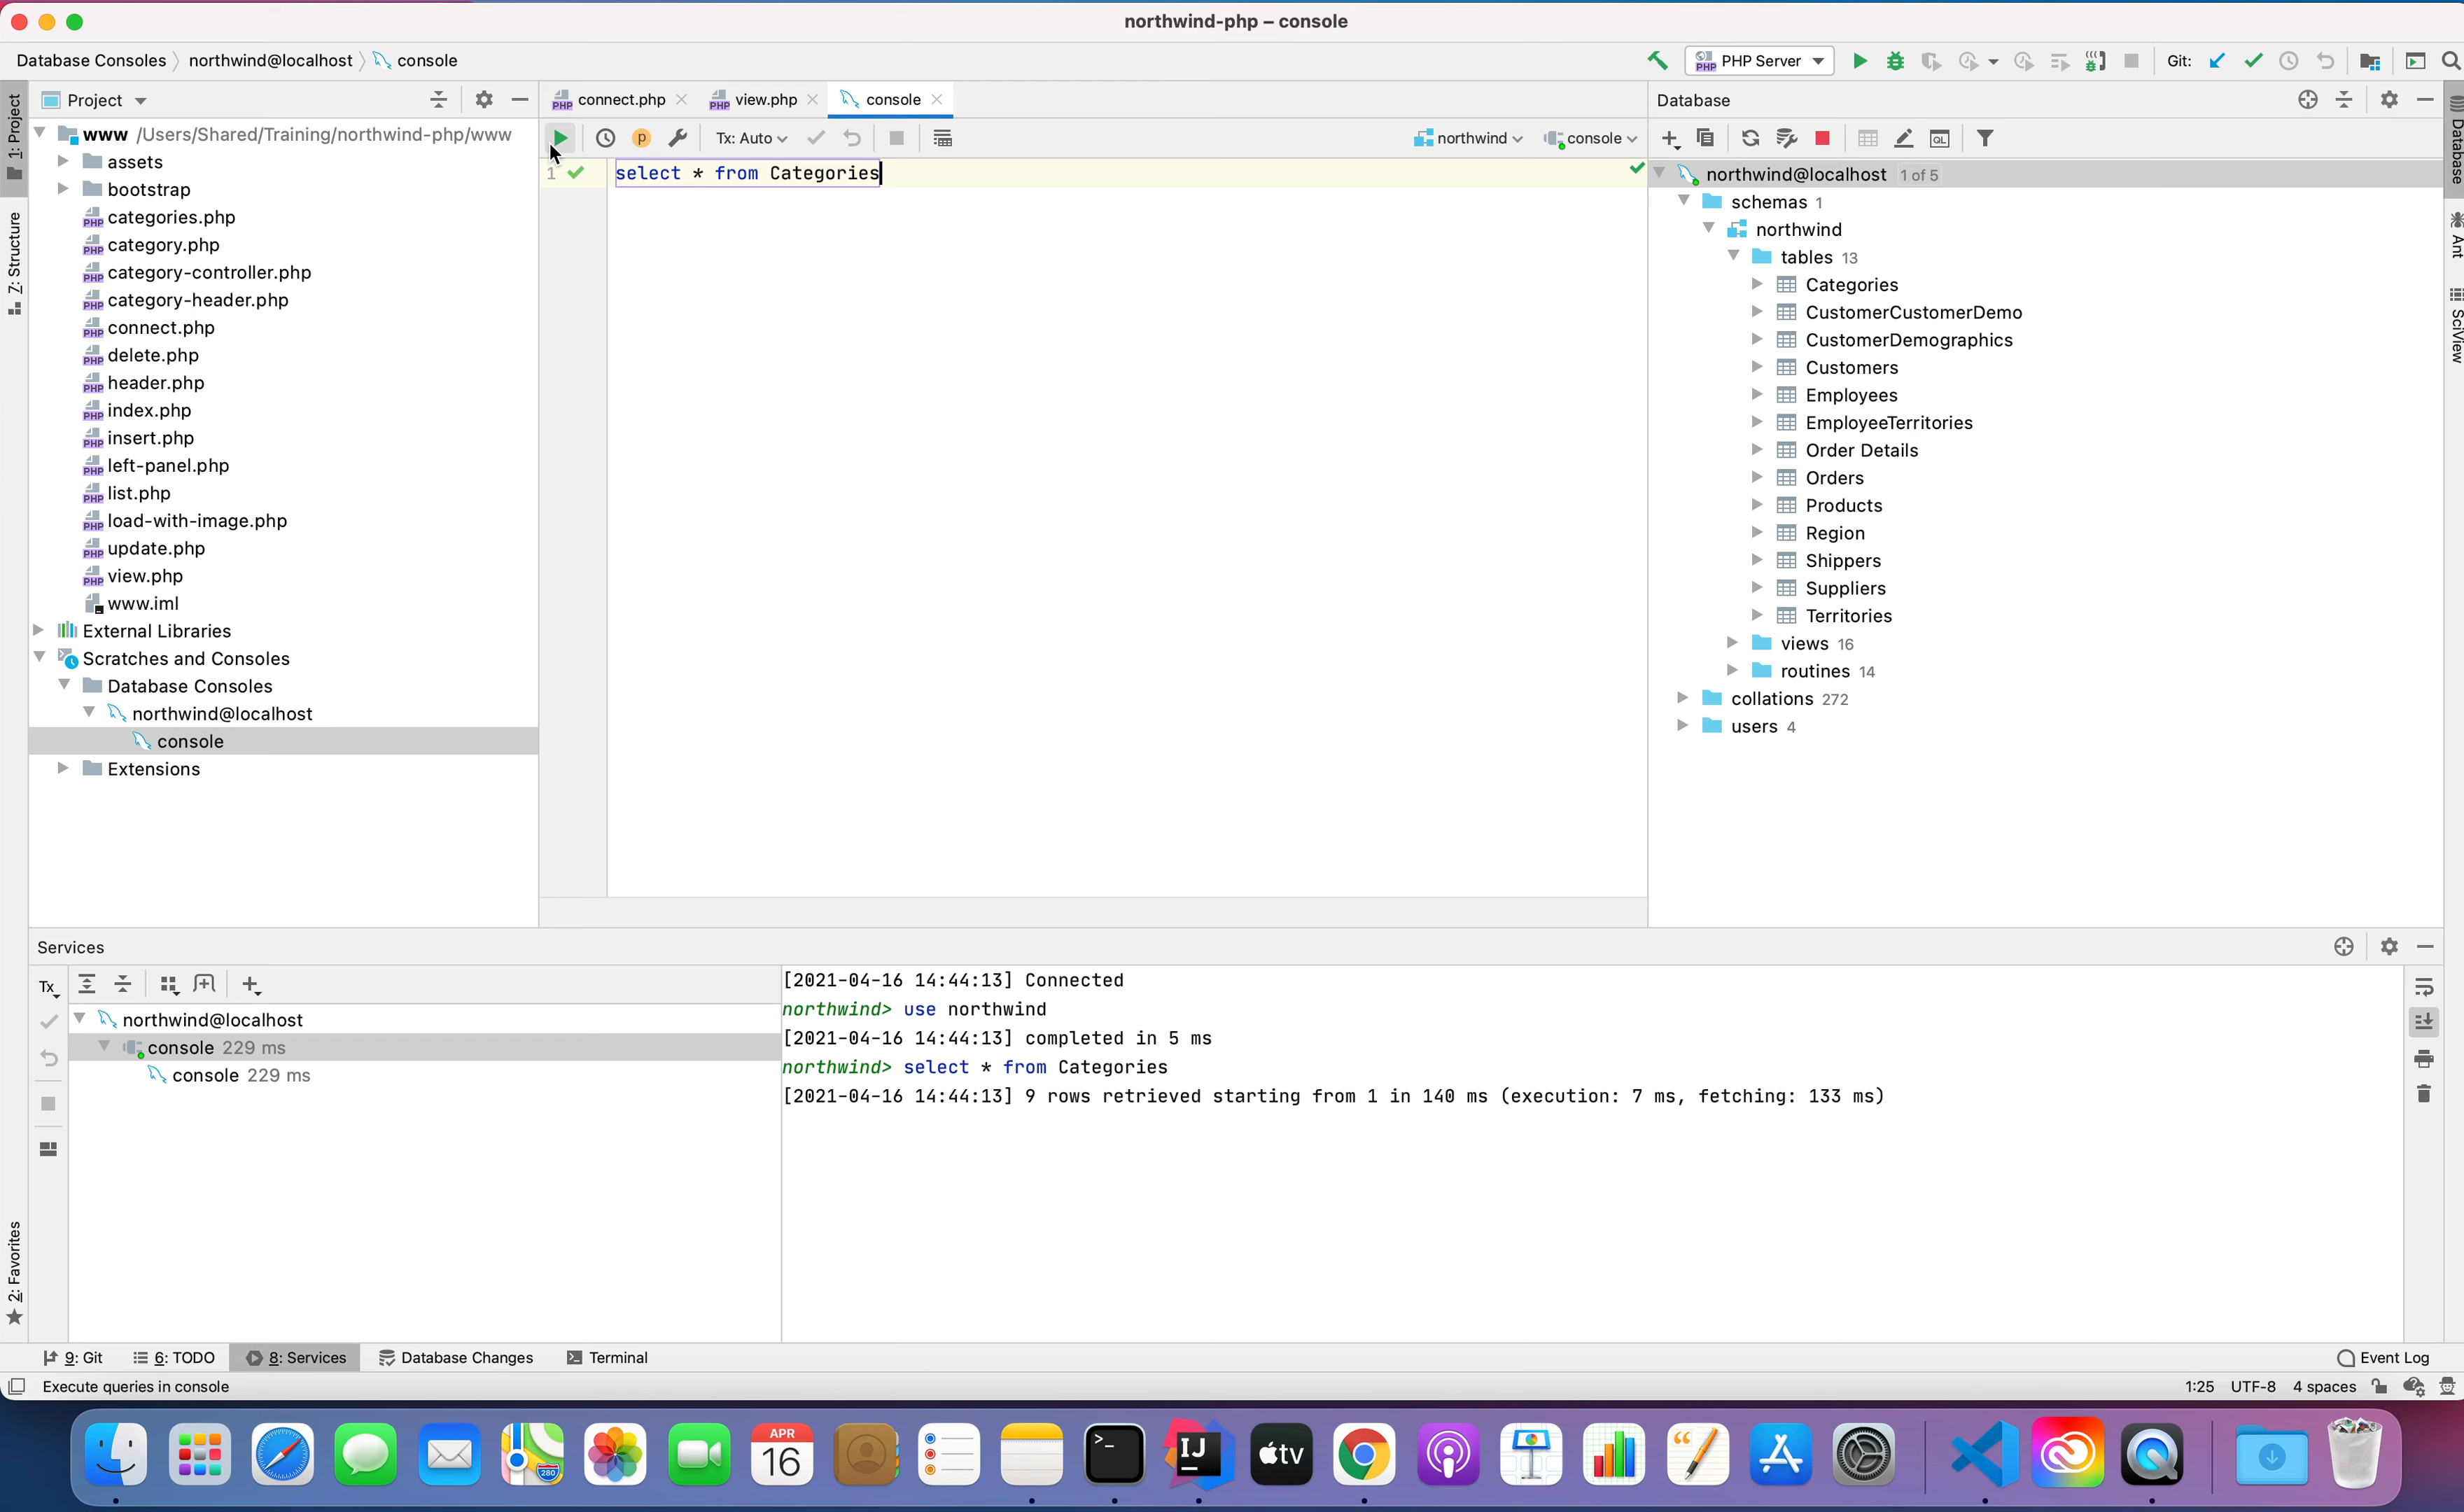 northwind-php – console
Database Consoles northwind@localhost console
PHP Server Git:
1: Project
Z: Structure
2: Favorites
Project
www /Users/Shared/Training/northwind-php/www
assets
bootstrap
categories.php
category.php
category-controller.php
category-header.php
connect.php
delete.php
header.php
index.php
insert.php
left-panel.php
list.php
load-with-image.php
update.php
view.php
www.iml
External Libraries
Scratches and Consoles
Database Consoles
northwind@localhost
console
Extensions
connect.php view.php console
Tx: Auto northwind console
1 select * from Categories
Database
northwind@localhost 1 of 5
schemas 1
northwind
tables 13
Categories
CustomerCustomerDemo
CustomerDemographics
Customers
Employees
EmployeeTerritories
Order Details
Orders
Products
Region
Shippers
Suppliers
Territories
views 16
routines 14
collations 272
users 4
Database
Ant
SciView
Services
Tx
northwind@localhost
console 229 ms
console 229 ms
[2021-04-16 14:44:13] Connected
northwind> use northwind
[2021-04-16 14:44:13] completed in 5 ms
northwind> select * from Categories
[2021-04-16 14:44:13] 9 rows retrieved starting from 1 in 140 ms (execution: 7 ms, fetching: 133 ms)
9: Git 6: TODO 8: Services Database Changes Terminal Event Log
Execute queries in console 1:25 UTF-8 4 spaces
280
APR
16
>_
IJ
tv